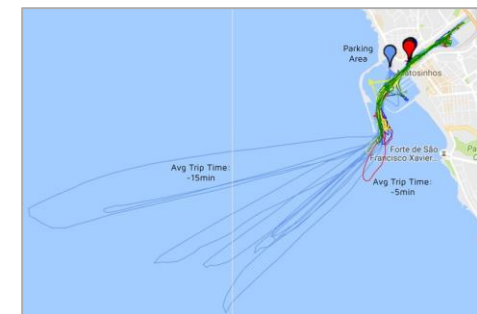 Parking
Area
Matosinhos
Forte de São
Francisco Xavier...
Avg Trip Time:
~15min
Avg Trip Time:
~5min